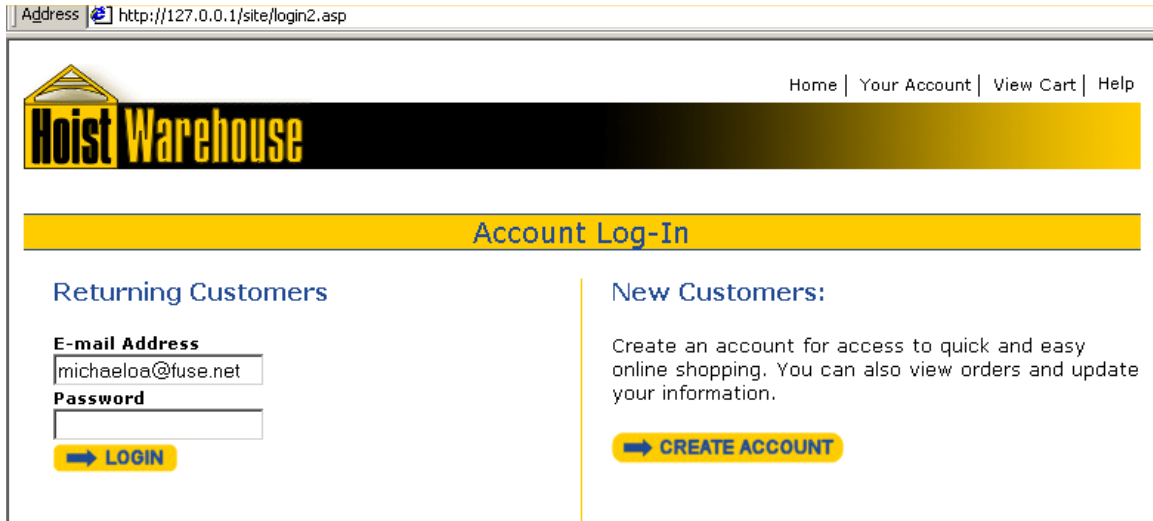 Address http://127.0.0.1/site/login2.asp
Home | Your Account | View Cart | Help
Hoist Warehouse
Account Log-In
Returning Customers
E-mail Address
michaeloa@fuse.net
Password
LOGIN
New Customers:
Create an account for access to quick and easy
online shopping. You can also view orders and update
your information.
CREATE ACCOUNT